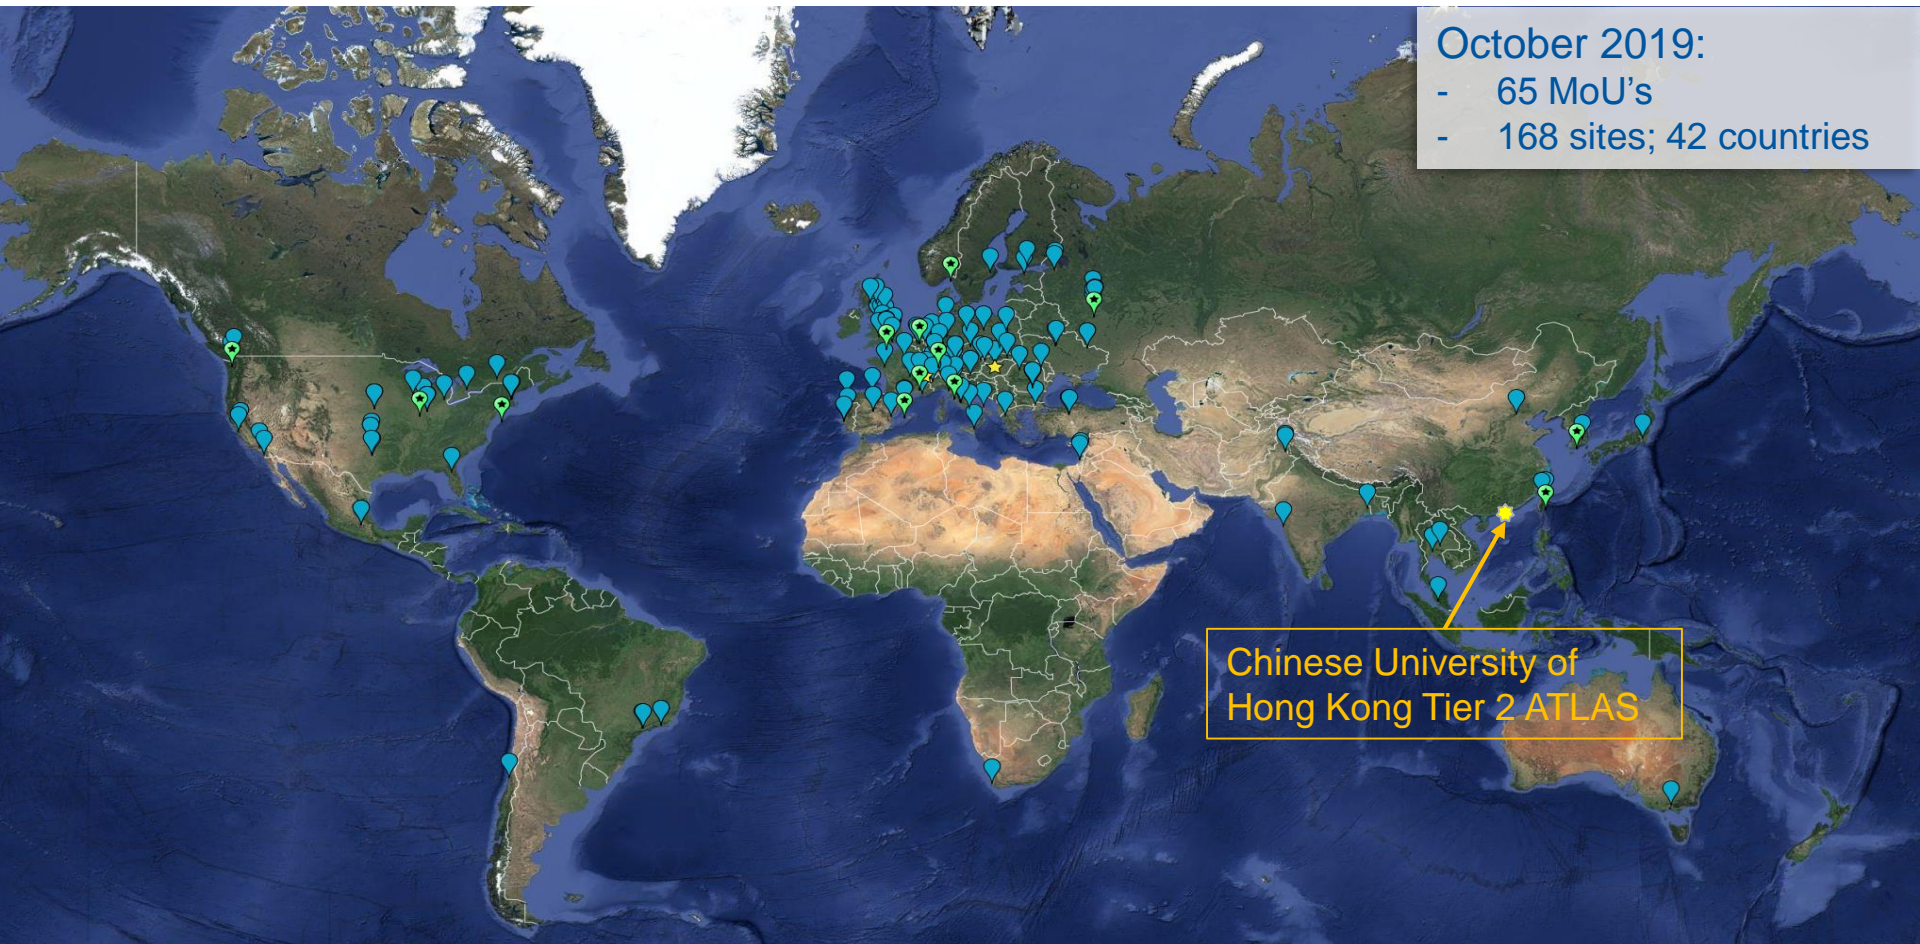 October 2019:
- 65 MoU's
- 168 sites; 42 countries
Chinese University of
Hong Kong Tier 2 ATLAS